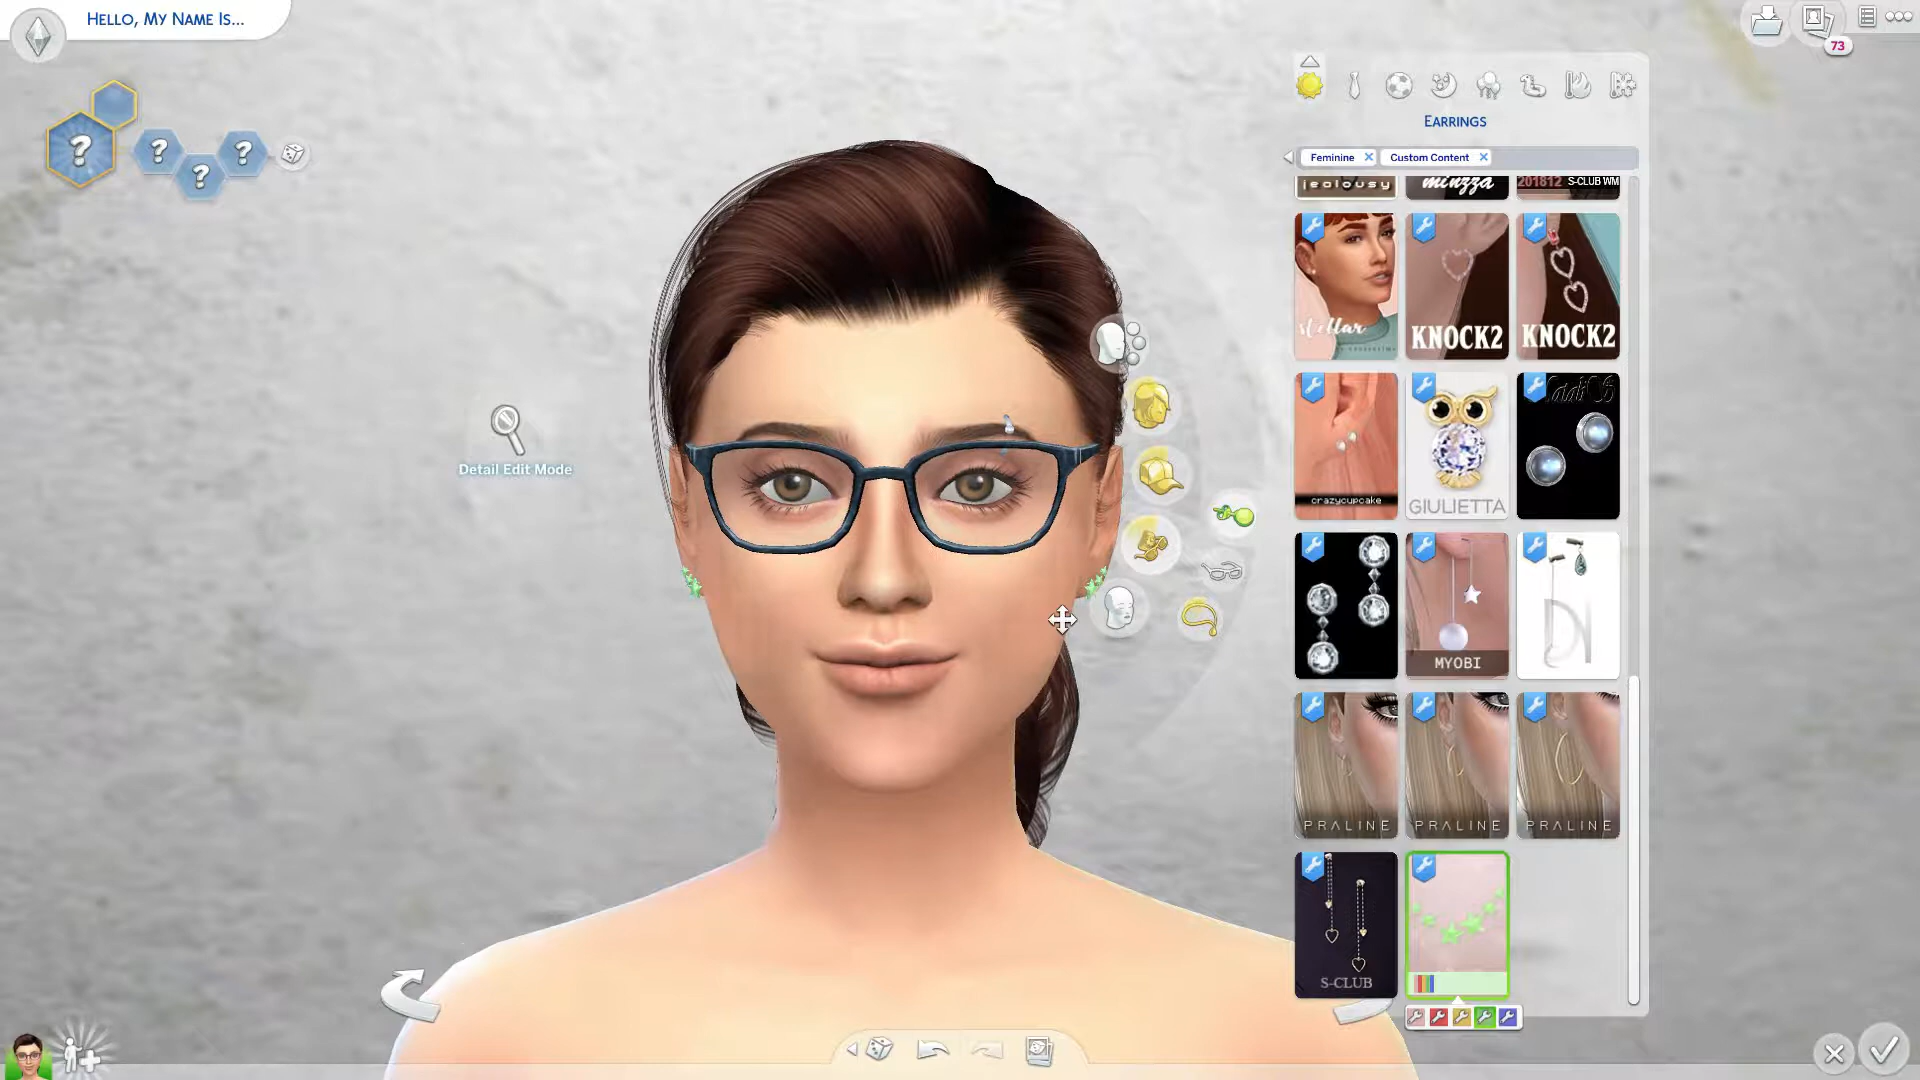 Hello, My Name Is...
73
Earrings
Feminine
Custom Content
jealousy
minzza
201812 S-CLUB WM
stellar
KNOCK2
KNOCK2
crazycupcake
GIULIETTA
MYOBI
Detail Edit Mode
PRALINE
PRALINE
PRALINE
S-CLUB